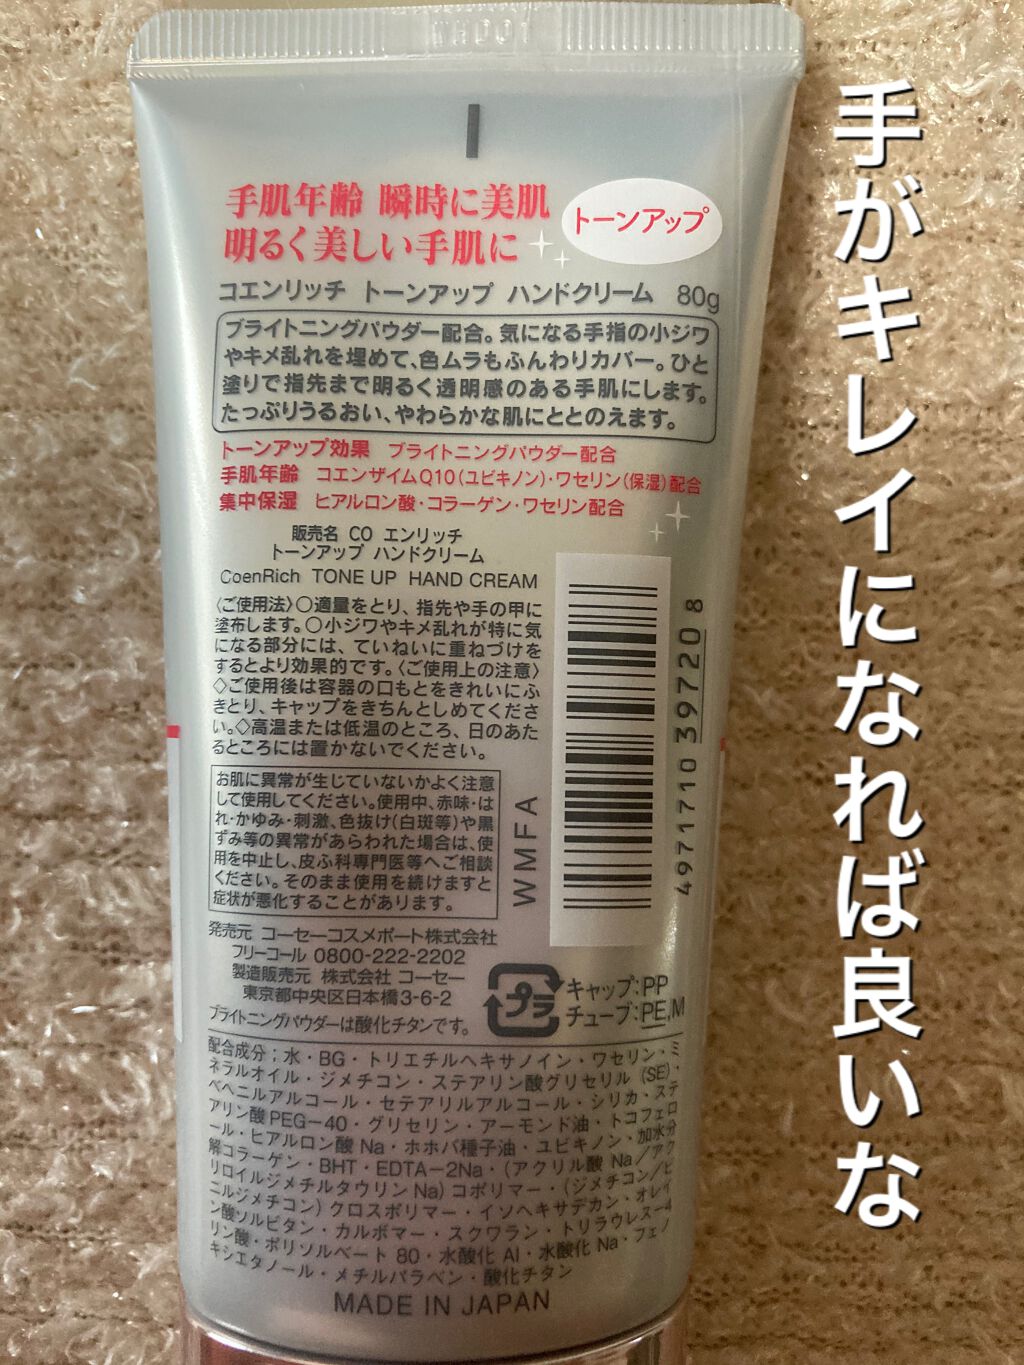 手肌年齢 瞬時に美肌
明るく美しい手肌に
トーンアップ
コエンリッチ トーンアップ ハンドクリーム 80g
ブライトニングパウダー配合。気になる手指の小ジワ
やキメ乱れを埋めて、色ムラもふんわりカバー。ひと
塗りで指先まで明るく透明感のある手肌にします。
たっぷりうるおい、やわらかな肌にととのえます。
トーンアップ効果 ブライトニングパウダー配合
手肌年齢 コエンザイムQ10(ユビキノン)・ワセリン(保湿)配合
集中保湿 ヒアルロン酸・コラーゲン・ワセリン配合
販売名 CO エンリッチ
トーンアップ ハンドクリーム
CoenRich TONE UP HAND CREAM
〈ご使用法〉○適量をとり、指先や手の甲に
塗布します。○小ジワやキメ乱れが特に気
になる部分には、ていねいに重ねづけを
するとより効果的です。〈ご使用上の注意〉
◇ご使用後は容器の口もとをきれいにふ
きとり、キャップをきちんとしめてくださ
い。◇高温または低温のところ、日のあた
るところには置かないでください。
お肌に異常が生じていないかよく注意
して使用してください。使用中、赤味・は
れ・かゆみ・刺激、色抜け(白斑等)や黒
ずみ等の異常があらわれた場合は、使
用を中止し、皮ふ科専門医等へご相談
ください。そのまま使用を続けますと
症状が悪化することがあります。
WMFA
4971710 397208
発売元 コーセーコスメポート株式会社
フリーコール 0800-222-2202
製造販売元 株式会社 コーセー
東京都中央区日本橋3-6-2
ブライトニングパウダーは酸化チタンです。
プラ
キャップ:PP
チューブ:PE,M
配合成分;水・BG・トリエチルヘキサノイン・ワセリン・ミ
ネラルオイル・ジメチコン・ステアリン酸グリセリル(SE)・
ベヘニルアルコール・セテアリルアルコール・シリカ・ステ
アリン酸PEG-40・グリセリン・アーモンド油・トコフェロ
ール・ヒアルロン酸Na・ホホバ種子油・ユビキノン・加水分
解コラーゲン・BHT・EDTA-2Na・(アクリル酸Na/アク
リロイルジメチルタウリンNa)コポリマー・(ジメチコン/ビ
ニルジメチコン)クロスポリマー・イソヘキサデカン・オレイ
ン酸ソルビタン・カルボマー・スクワラン・トリラウレス-4
リン酸・ポリソルベート 80・水酸化Al・水酸化Na・フェノ
キシエタノール・メチルパラベン・酸化チタン
MADE IN JAPAN
手がキレイになれば良いな